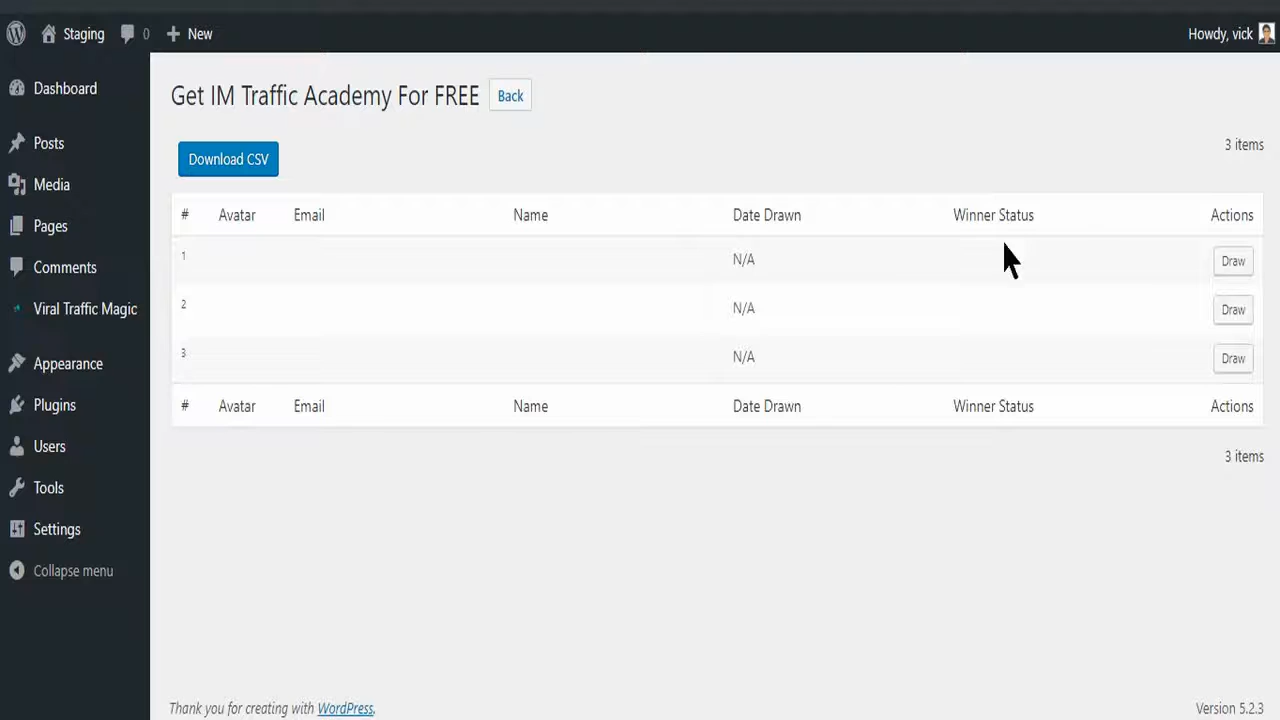 Staging 0 New Howdy, vick
Dashboard
Posts
Media
Pages
Comments
Viral Traffic Magic
Appearance
Plugins
Users
Tools
Settings
Collapse menu
Get IM Traffic Academy For FREE Back
Download CSV 3 items
# Avatar Email Name Date Drawn Winner Status Actions
1 N/A Draw
2 N/A Draw
3 N/A Draw
# Avatar Email Name Date Drawn Winner Status Actions
3 items
Thank you for creating with WordPress. Version 5.2.3